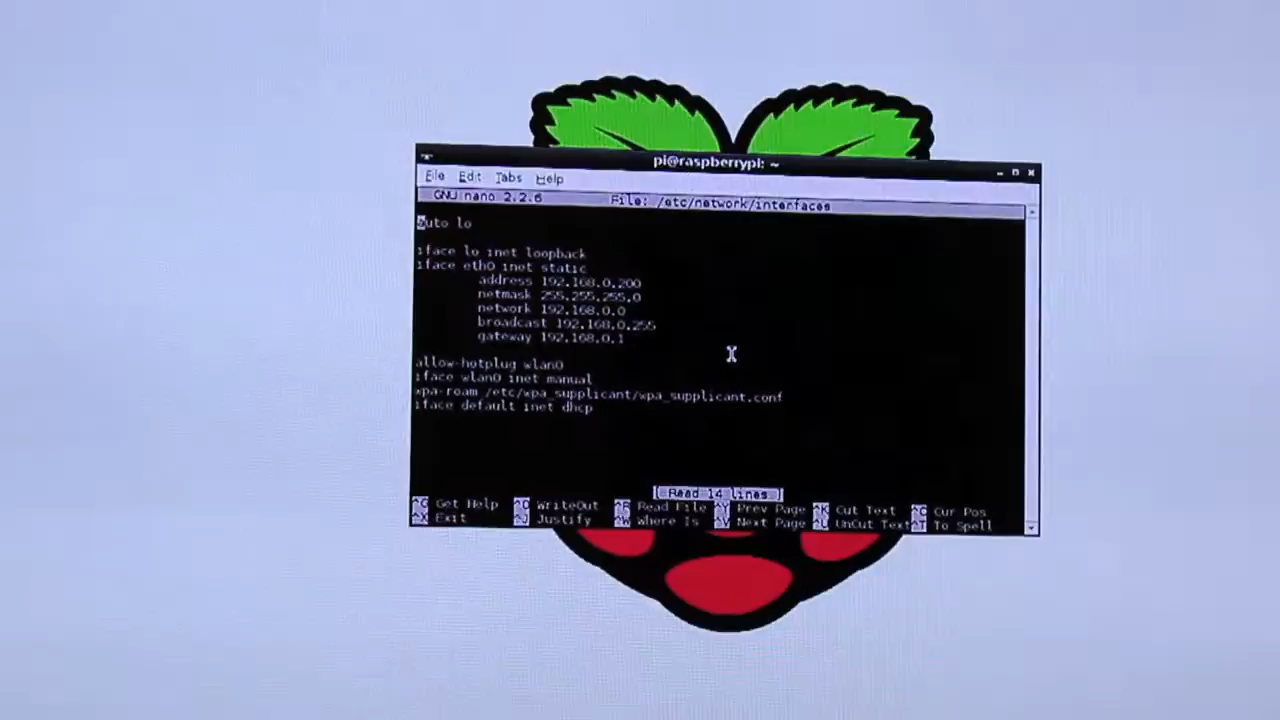 pi@raspberrypi: ~
File Edit Tabs Help
GNU nano 2.2.6 File: /etc/network/interfaces
auto lo
iface lo inet loopback
iface eth0 inet static
address 192.168.0.200
netmask 255.255.255.0
network 192.168.0.0
broadcast 192.168.0.255
gateway 192.168.0.1
allow-hotplug wlan0
iface wlan0 inet manual
wpa-roam /etc/wpa_supplicant/wpa_supplicant.conf
iface default inet dhcp
[ Read 14 lines ]
^G Get Help ^O WriteOut ^R Read File ^Y Prev Page ^K Cut Text ^C Cur Pos
^X Exit ^J Justify ^W Where Is ^V Next Page ^U UnCut Text ^T To Spell